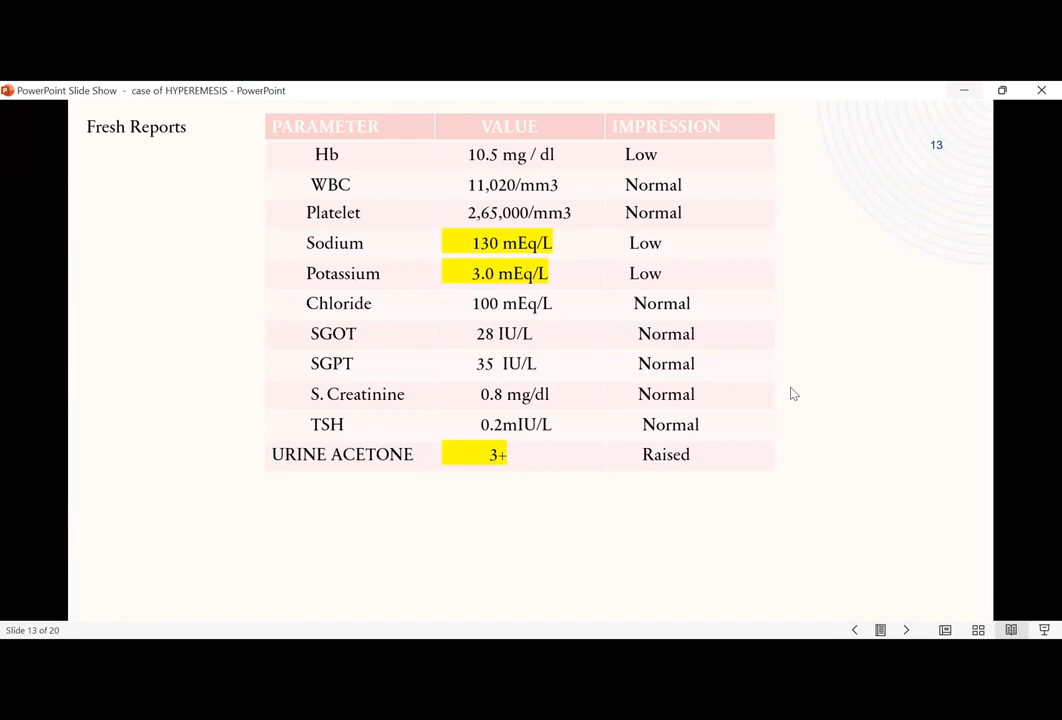 PowerPoint Slide Show - case of HYPEREMESIS - PowerPoint
Fresh Reports
13
PARAMETER VALUE IMPRESSION
Hb 10.5 mg / dl Low
WBC 11,020/mm3 Normal
Platelet 2,65,000/mm3 Normal
Sodium 130 mEq/L Low
Potassium 3.0 mEq/L Low
Chloride 100 mEq/L Normal
SGOT 28 IU/L Normal
SGPT 35 IU/L Normal
S. Creatinine 0.8 mg/dl Normal
TSH 0.2mIU/L Normal
URINE ACETONE 3+ Raised
Slide 13 of 20